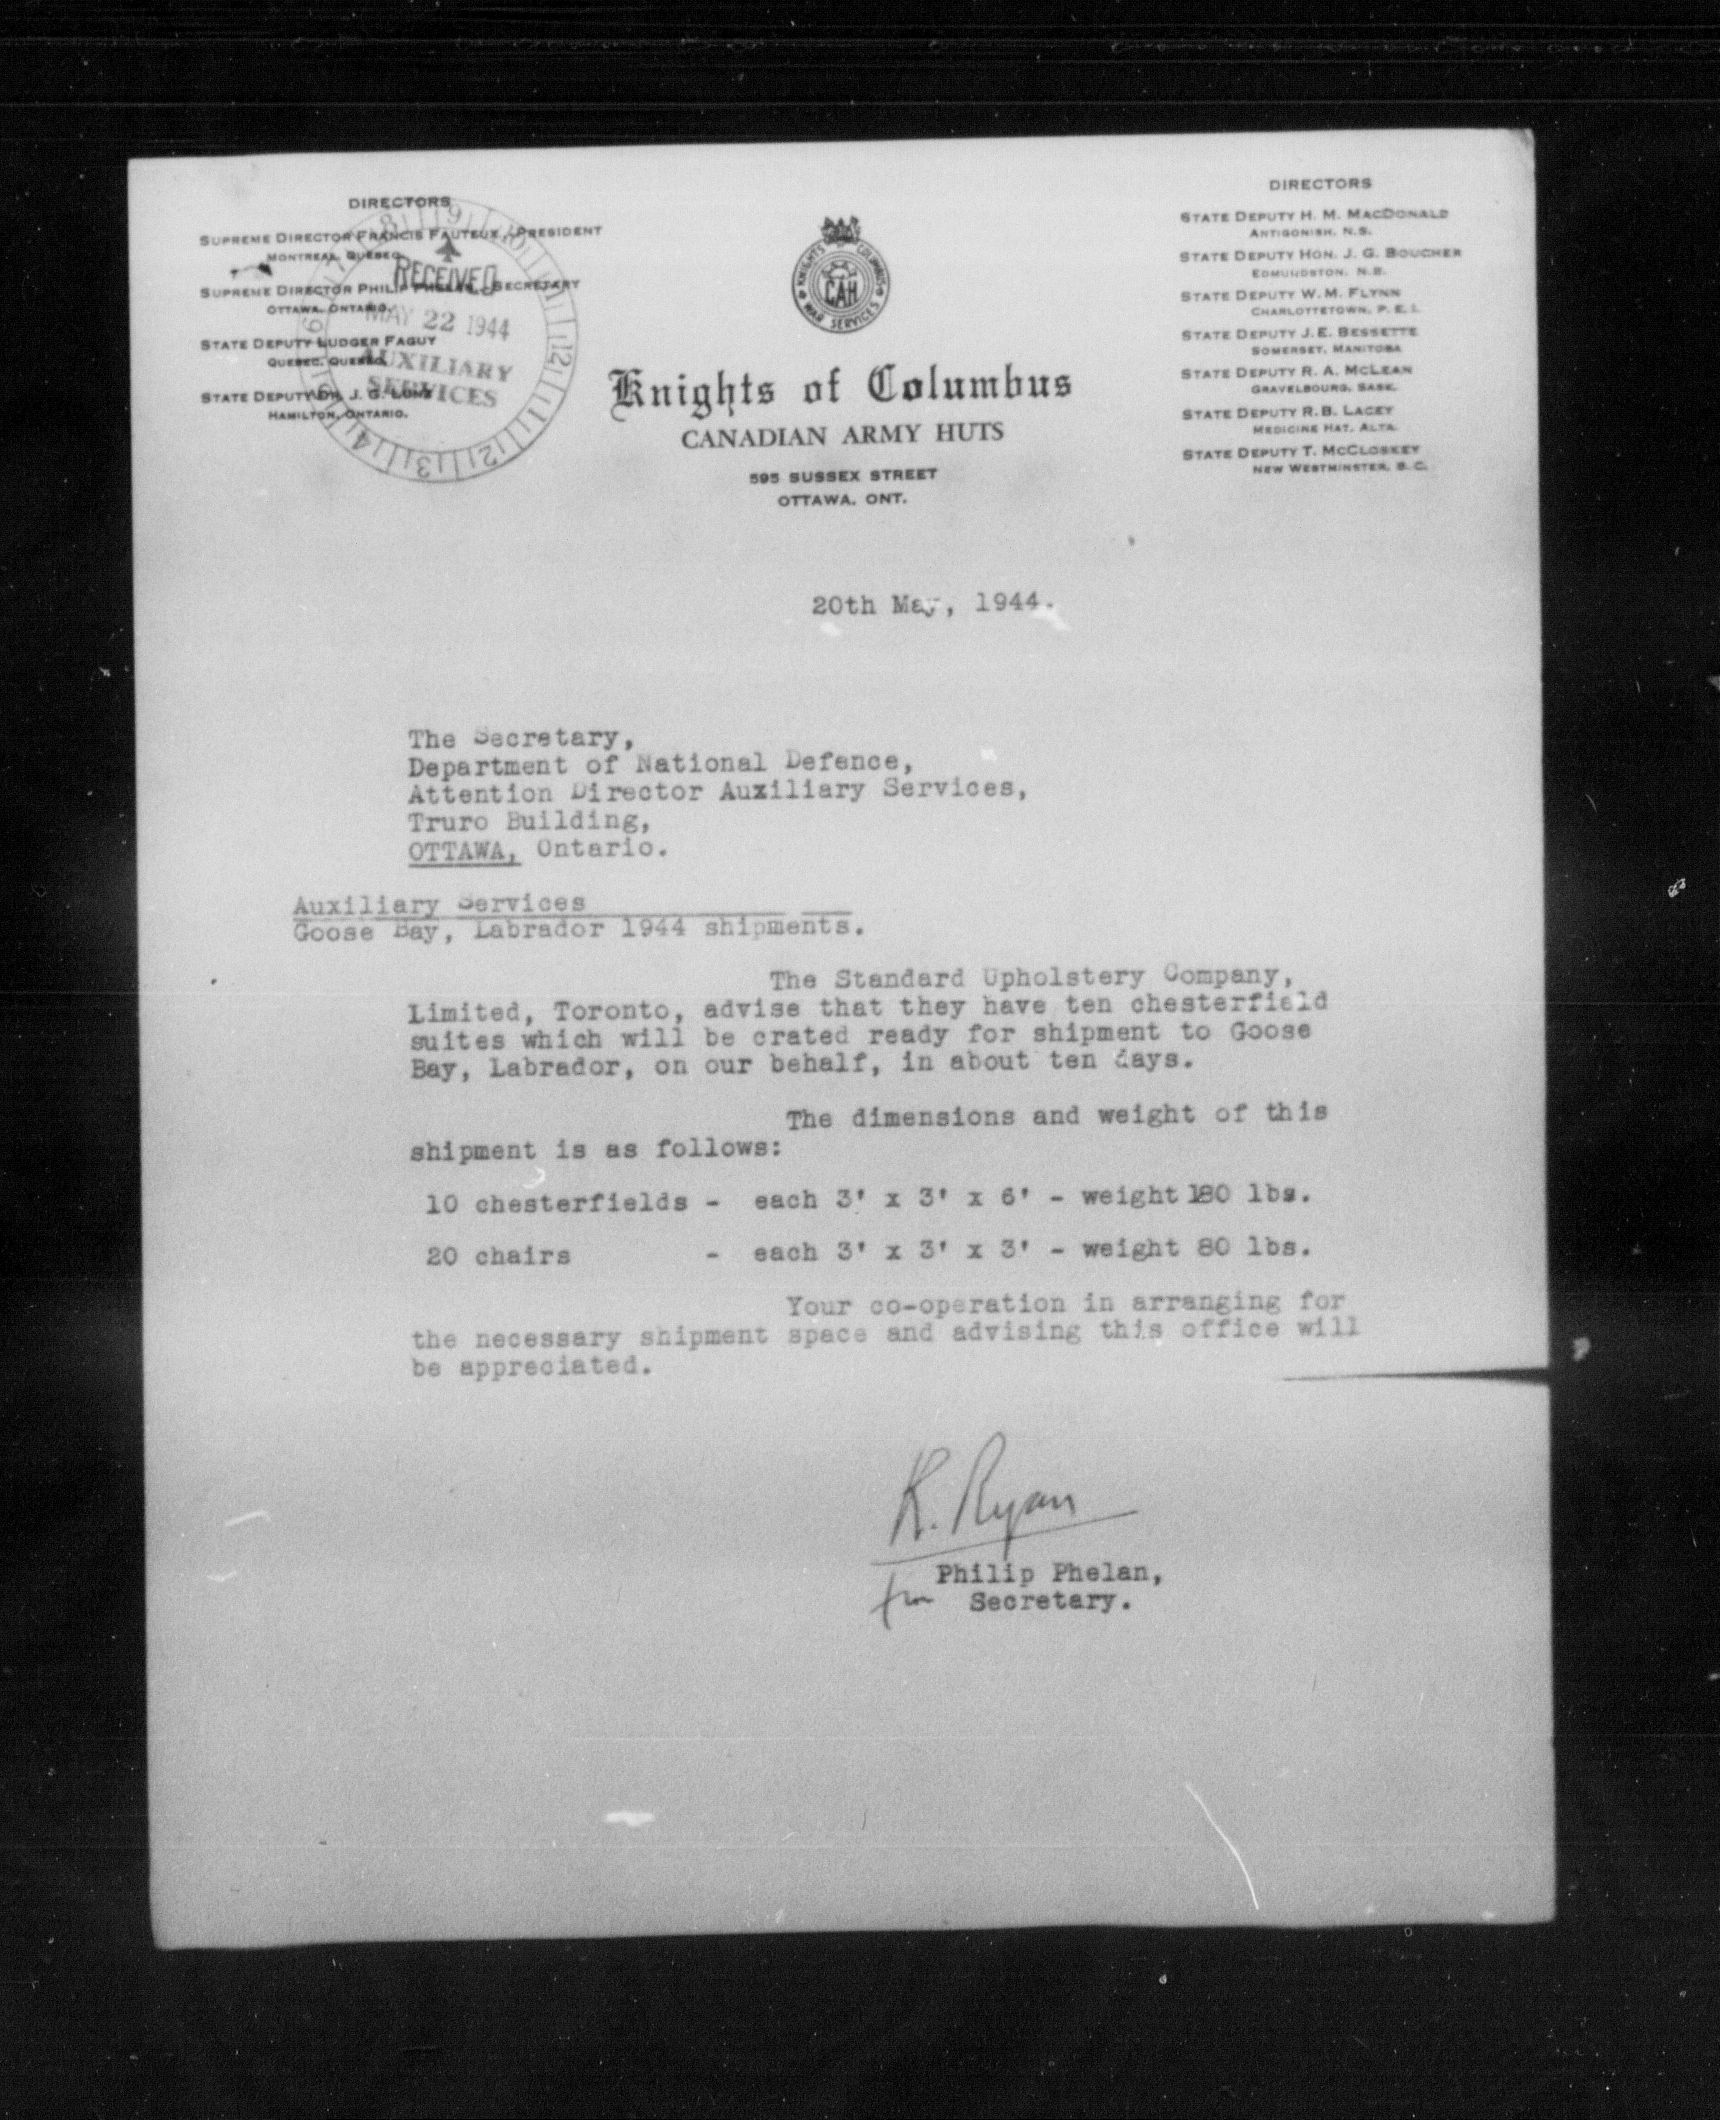 DIRECTORS
SUPREME DIRECTOR FRANCIS FAUTEUX, PRESIDENT
MONTREAL, QUEBEC.
SUPREME DIRECTOR PHILIP PHELAN, SECRETARY
OTTAWA, ONTARIO.
STATE DEPUTY LUDGER FAGUY
QUEBEC, QUEBEC.
STATE DEPUTY DR. J. G. LONG
HAMILTON, ONTARIO.
RECEIVED
MAY 22 1944
AUXILIARY
SERVICES
KNIGHTS OF COLUMBUS
CAH
WAR SERVICES
Knights of Columbus
CANADIAN ARMY HUTS
595 SUSSEX STREET
OTTAWA, ONT.
DIRECTORS
STATE DEPUTY H. M. MACDONALD
ANTIGONISH, N.S.
STATE DEPUTY HON. J. G. BOUCHER
EDMUNDSTON, N.B.
STATE DEPUTY W. M. FLYNN
CHARLOTTETOWN, P.E.I.
STATE DEPUTY J. E. BESSETTE
SOMERSET, MANITOBA
STATE DEPUTY R. A. MCLEAN
GRAVELBOURG, SASK.
STATE DEPUTY R. B. LACEY
MEDICINE HAT, ALTA.
STATE DEPUTY T. MCCLOSKEY
NEW WESTMINSTER, B.C.
20th May, 1944.
The Secretary,
Department of National Defence,
Attention Director Auxiliary Services,
Truro Building,
OTTAWA, Ontario.
Auxiliary Services
Goose Bay, Labrador 1944 shipments.
The Standard Upholstery Company,
Limited, Toronto, advise that they have ten chesterfield
suites which will be crated ready for shipment to Goose
Bay, Labrador, on our behalf, in about ten days.
The dimensions and weight of this
shipment is as follows:
10 chesterfields - each 3' x 3' x 6' - weight 180 lbs.
20 chairs - each 3' x 3' x 3' - weight 80 lbs.
Your co-operation in arranging for
the necessary shipment space and advising this office will
be appreciated.
R. Ryan
Philip Phelan,
for Secretary.